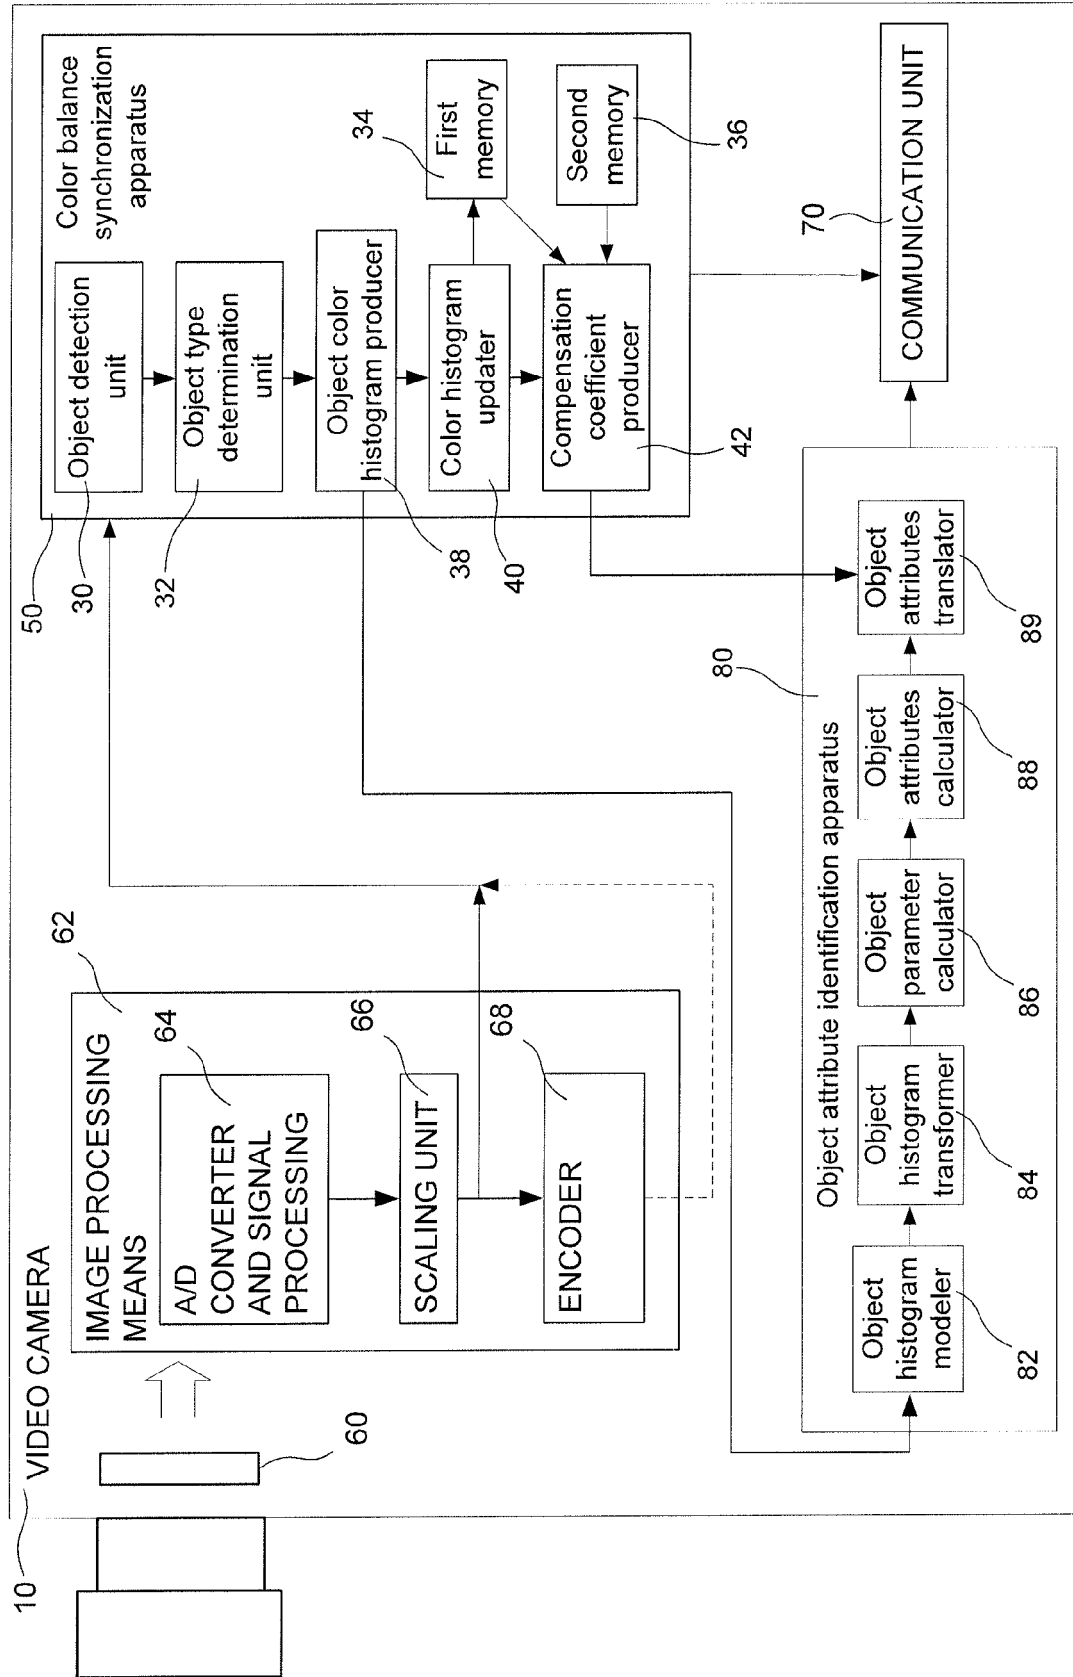 VIDEO CAMERA
10
60
IMAGE PROCESSING
MEANS
62
A/D
CONVERTER
AND SIGNAL
PROCESSING
64
SCALING UNIT
66
ENCODER
68
50
Color balance
synchronization
apparatus
Object detection
unit
30
Object type
determination
unit
32
Object color
histogram producer
38
Color histogram
updater
40
First
memory
34
Second
memory
36
Compensation
coefficient
producer
42
80
Object attribute identification apparatus
Object
histogram
modeler
82
Object
histogram
transformer
84
Object
parameter
calculator
86
Object
attributes
calculator
88
Object
attributes
translator
89
COMMUNICATION UNIT
70